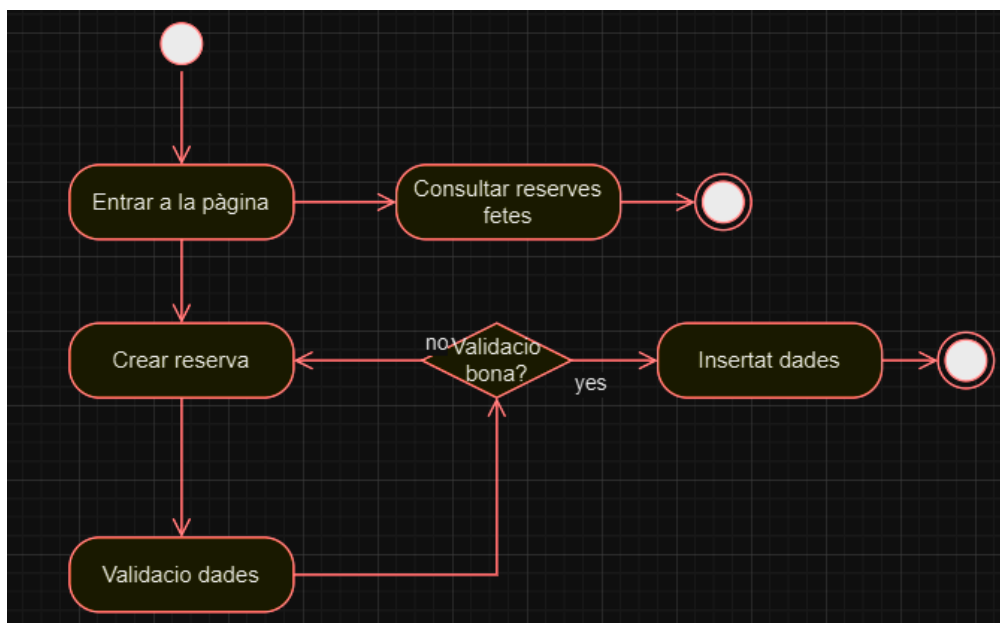 Entrar a la pàgina
Consultar reserves
fetes
Crear reserva
no
Validacio
bona?
yes
Insertat dades
Validacio dades